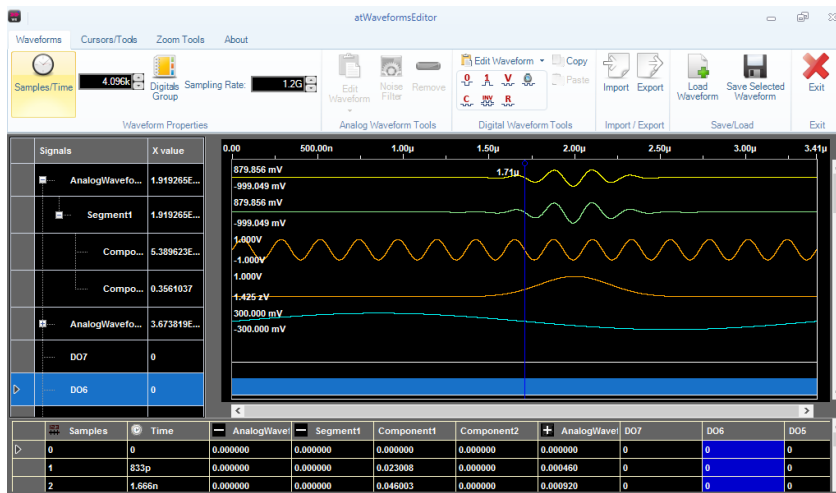 atWaveformsEditor
Waveforms Cursors/Tools Zoom Tools About
Samples/Time 4.096k Digitals Group Sampling Rate: 1.2G
Edit Waveform Noise Filter Remove
Edit Waveform Copy
Paste
0 1 V
C INV R
Import Export Load Waveform Save Selected Waveform Exit
Waveform Properties Analog Waveform Tools Digital Waveform Tools Import / Export Save/Load Exit
Signals X value
AnalogWavefo... 1.919265E...
Segment1 1.919265E...
Compo... 5.389623E...
Compo... 0.3561037
AnalogWavefo... 3.673819E...
DO7 0
DO6 0
0.00 500.00n 1.00µ 1.50µ 2.00µ 2.50µ 3.00µ 3.41µ
1.71µ
879.856 mV
-999.049 mV
879.856 mV
-999.049 mV
1.000V
-1.000V
1.000V
1.425 zV
300.000 mV
-300.000 mV
Samples Time AnalogWavef Segment1 Component1 Component2 AnalogWavef DO7 DO6 DO5
0 0 0.000000 0.000000 0.000000 0.000000 0.000000 0 0 0
1 833p 0.000000 0.000000 0.023008 0.000000 0.000460 0 0 0
2 1.666n 0.000000 0.000000 0.046003 0.000000 0.000920 0 0 0